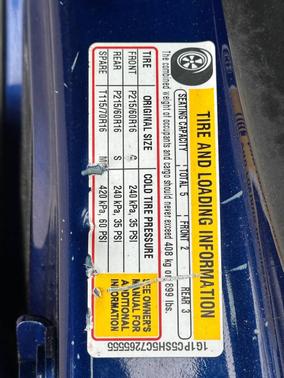 TIRE AND LOADING INFORMATION
SEATING CAPACITY TOTAL 5 FRONT 2 REAR 3
The combined weight of occupants and cargo should never exceed 408 kg or 899 lbs.
TIRE ORIGINAL SIZE COLD TIRE PRESSURE
FRONT P215/60R16 240 kPa, 35 PSI
REAR P215/60R16 S 240 kPa, 35 PSI
SPARE T115/70R16 M 420 kPa, 60 PSI
SEE OWNER'S
MANUAL FOR
ADDITIONAL
INFORMATION
1G1PC5SH5C7265555